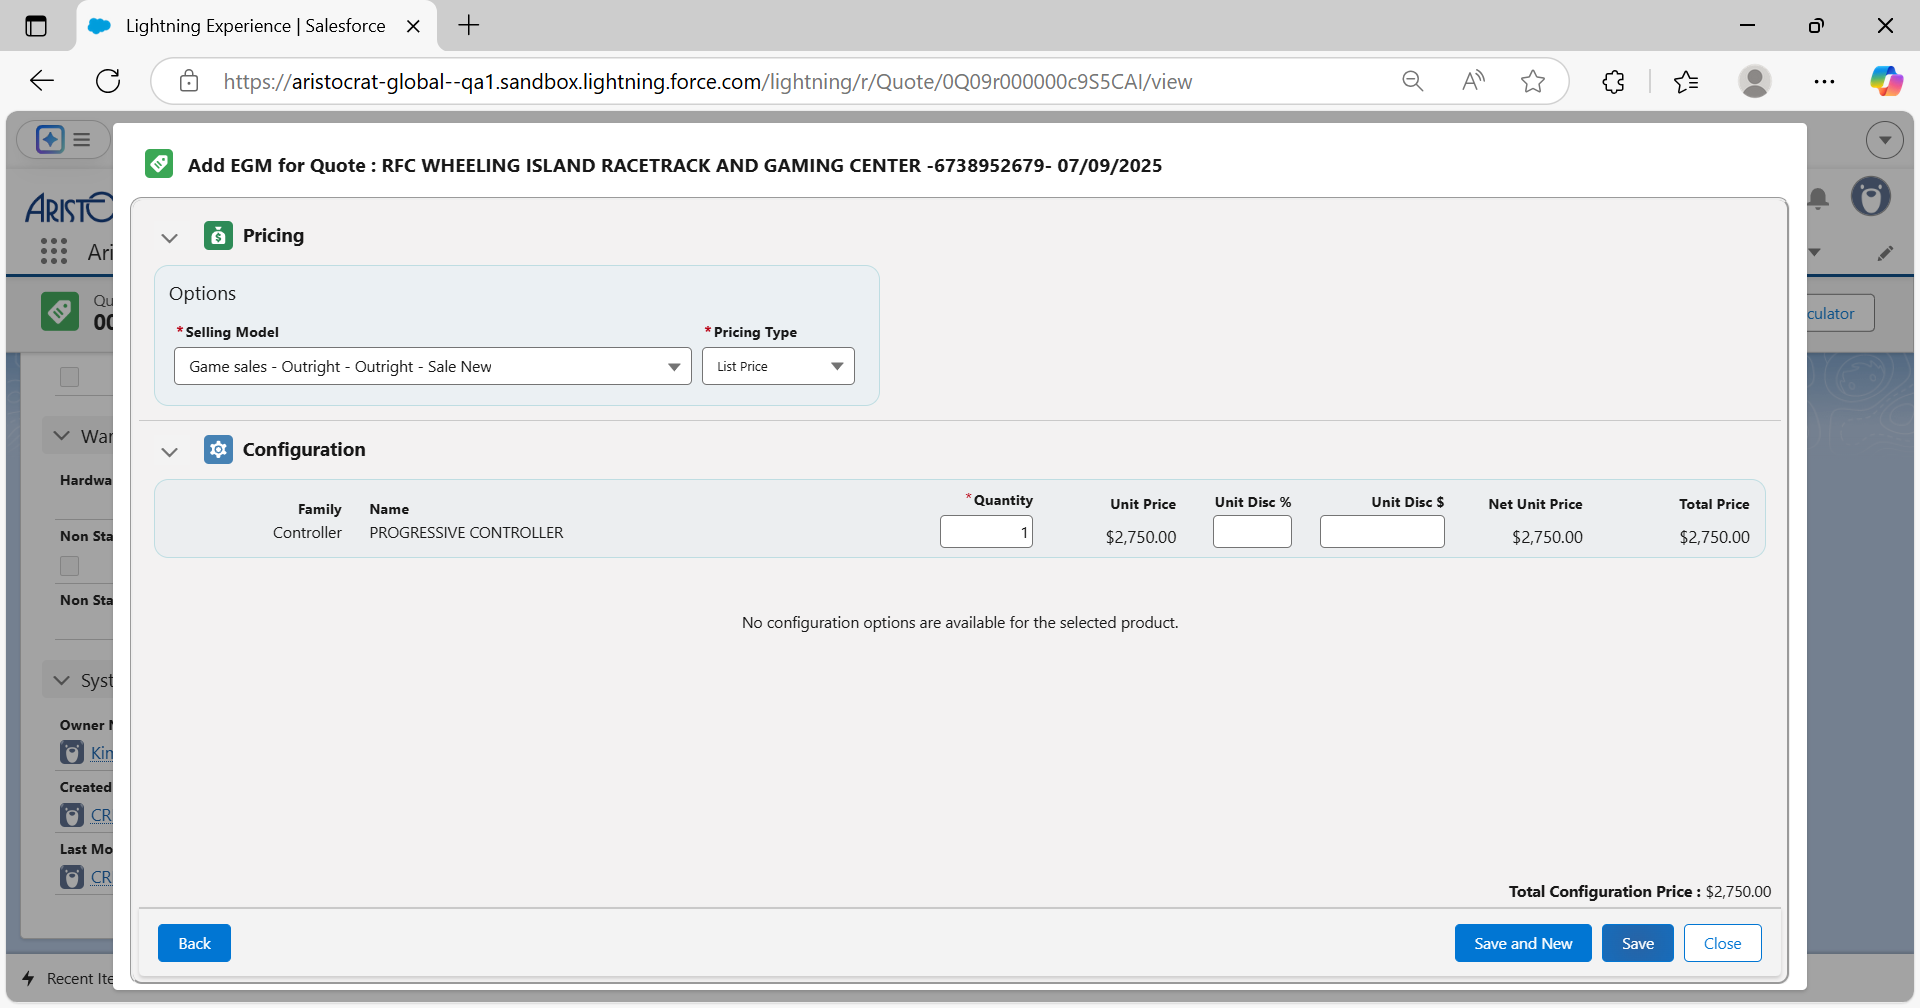 Lightning Experience | Salesforce
https://aristocrat-global--qa1.sandbox.lightning.force.com/lightning/r/Quote/0Q09r000000c9S5CAI/view
Add EGM for Quote : RFC WHEELING ISLAND RACETRACK AND GAMING CENTER -6738952679- 07/09/2025
ARISTO
Ari
Qu
00
culator
Pricing
Options
*Selling Model
*Pricing Type
Game sales - Outright - Outright - Sale New
List Price
Configuration
War
Hardwa
Family
Name
*Quantity
Unit Price
Unit Disc %
Unit Disc $
Net Unit Price
Total Price
Controller
PROGRESSIVE CONTROLLER
1
$2,750.00
$2,750.00
$2,750.00
Non Sta
Non Sta
No configuration options are available for the selected product.
Syst
Owner N
Kim
Created
CR
Last Mo
CR
Total Configuration Price : $2,750.00
Back
Save and New
Save
Close
Recent Ite